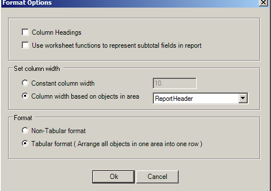 Format Options
Column Headings
Use worksheet functions to represent subtotal fields in report
Set column width
Constant column width
10
Column width based on objects in area
ReportHeader
Format
Non-Tabular format
Tabular format ( Arrange all objects in one area into one row )
Ok
Cancel